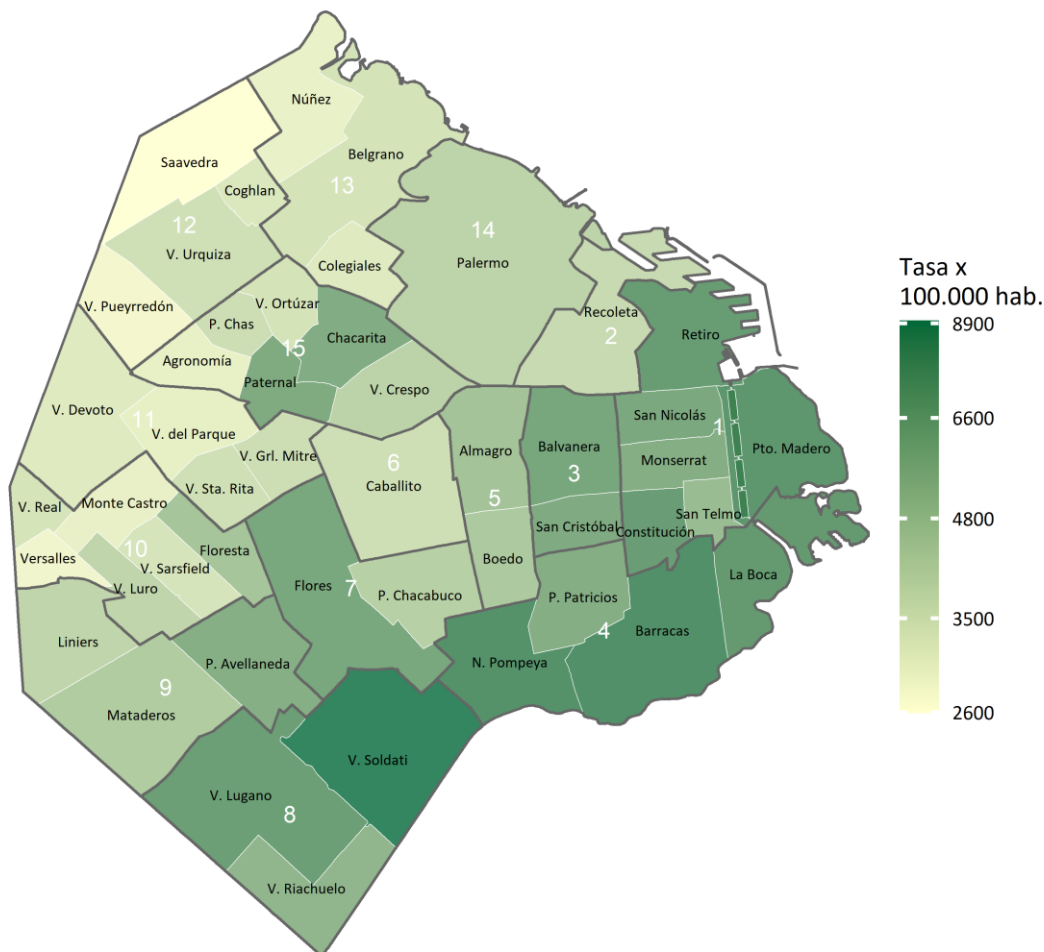 Núñez
Belgrano
Saavedra
Coghlan
13
12
14
V. Urquiza
Colegiales
Palermo
V. Pueyrredón
V. Ortúzar
Recoleta
P. Chas
Chacarita
2
Retiro
15
Agronomía
Paternal
V. Crespo
V. Devoto
11
V. del Parque
San Nicolás
1
Almagro
Balvanera
Pto. Madero
V. Grl. Mitre
6
Monserrat
Caballito
3
V. Sta. Rita
Monte Castro
5
V. Real
San Telmo
San Cristóbal
Constitución
Floresta
10
Versalles
V. Sarsfield
Boedo
La Boca
V. Luro
Flores
7
P. Chacabuco
P. Patricios
4
Barracas
Liniers
P. Avellaneda
N. Pompeya
9
Mataderos
V. Soldati
V. Lugano
8
V. Riachuelo
Tasa x
100.000 hab.
8900
6600
4800
3500
2600